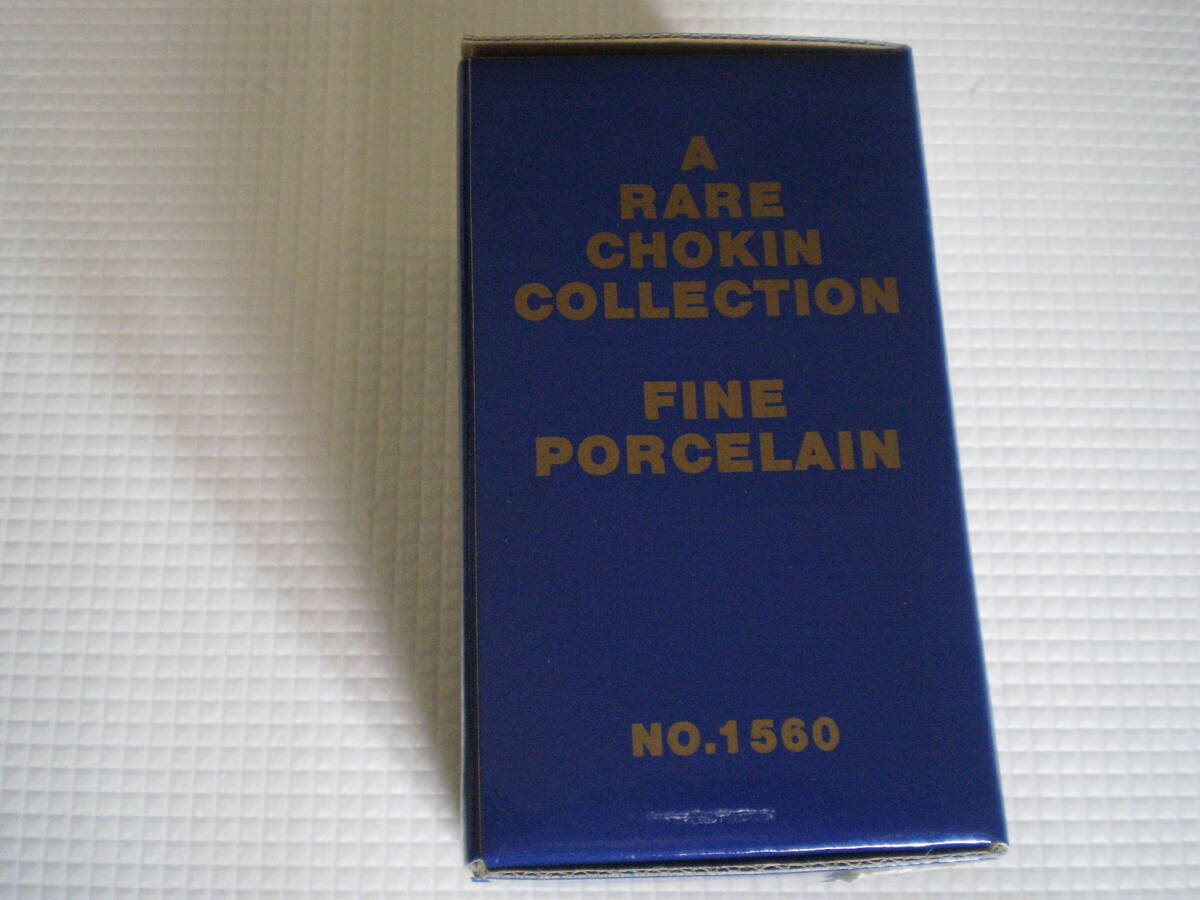 A
RARE
CHOKIN
COLLECTION
FINE
PORCELAIN
NO.1560